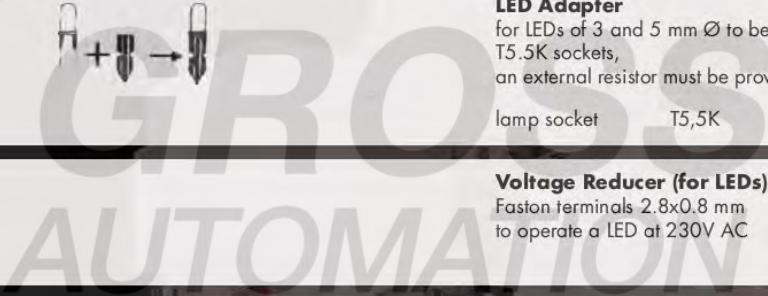 LED Adapter
for LEDs of 3 and 5 mm Ø to be
T5.5K sockets,
an external resistor must be prov
lamp socket T5,5K
Voltage Reducer (for LEDs)
Faston terminals 2.8x0.8 mm
to operate a LED at 230V AC
GROSS
AUTOMATION